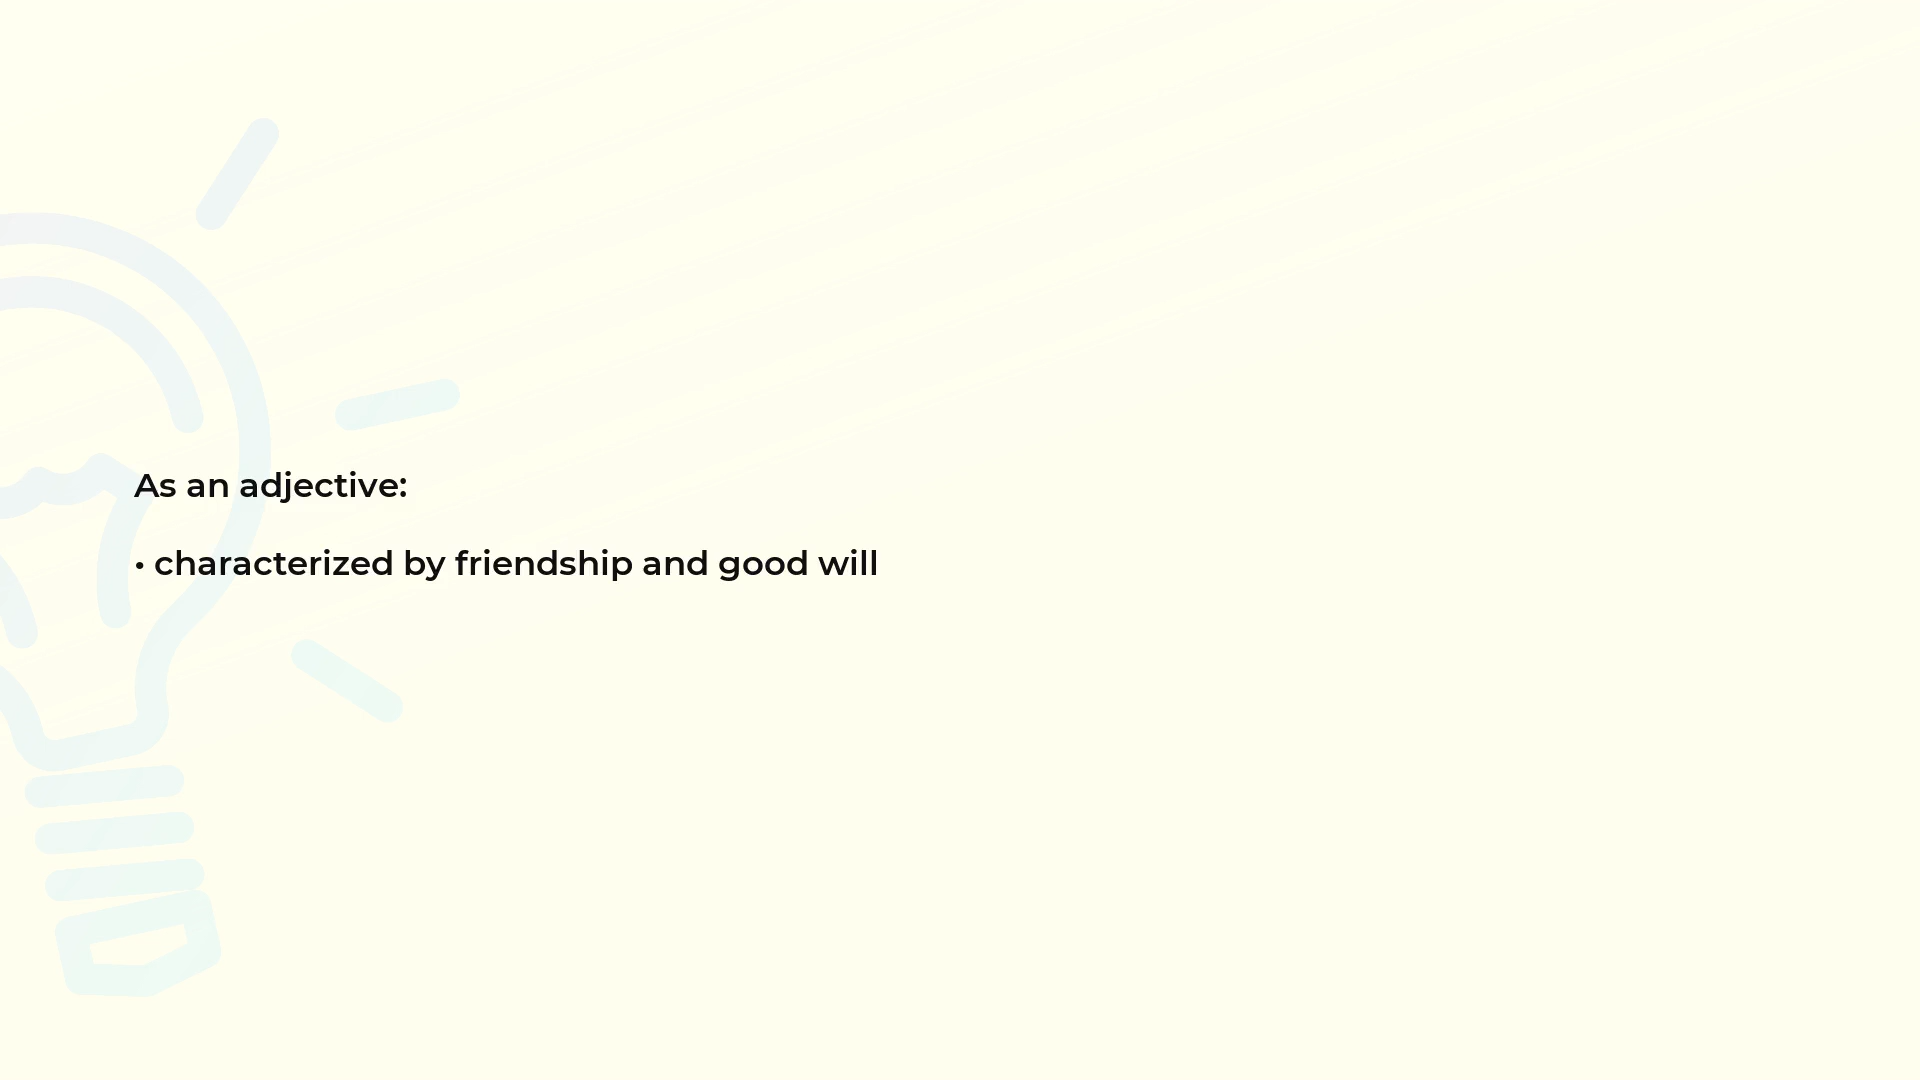 As an adjective:
• characterized by friendship and good will